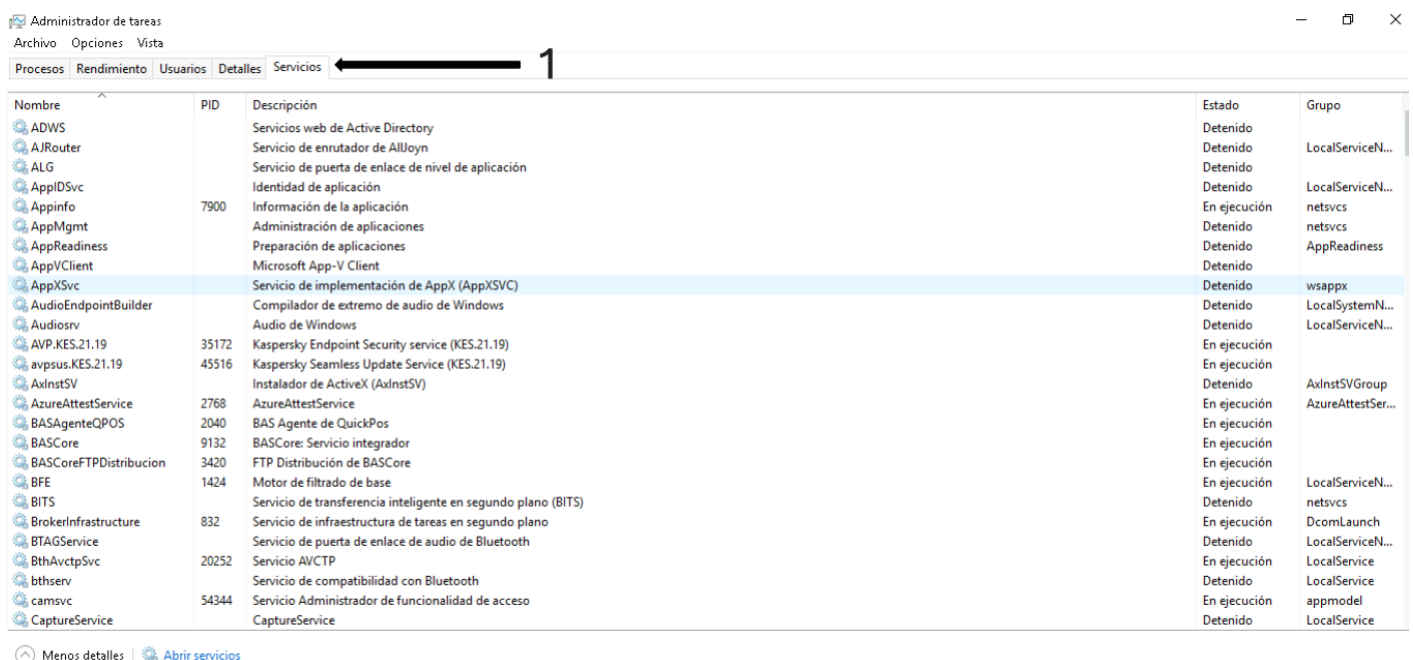 Administrador de tareas
Archivo Opciones Vista
Procesos Rendimiento Usuarios Detalles Servicios 1
Nombre PID Descripción Estado Grupo
ADWS Servicios web de Active Directory Detenido
AJRouter Servicio de enrutador de AllJoyn Detenido LocalServiceN...
ALG Servicio de puerta de enlace de nivel de aplicación Detenido
AppIDSvc Identidad de aplicación Detenido LocalServiceN...
Appinfo 7900 Información de la aplicación En ejecución netsvcs
AppMgmt Administración de aplicaciones Detenido netsvcs
AppReadiness Preparación de aplicaciones Detenido AppReadiness
AppVClient Microsoft App-V Client Detenido
AppXSvc Servicio de implementación de AppX (AppXSVC) Detenido wsappx
AudioEndpointBuilder Compilador de extremo de audio de Windows Detenido LocalSystemN...
Audiosrv Audio de Windows Detenido LocalServiceN...
AVP.KES.21.19 35172 Kaspersky Endpoint Security service (KES.21.19) En ejecución
avpsus.KES.21.19 45516 Kaspersky Seamless Update Service (KES.21.19) En ejecución
AxInstSV Instalador de ActiveX (AxInstSV) Detenido AxInstSVGroup
AzureAttestService 2768 AzureAttestService En ejecución AzureAttestSer...
BASAgenteQPOS 2040 BAS Agente de QuickPos En ejecución
BASCore 9132 BASCore: Servicio integrador En ejecución
BASCoreFTPDistribucion 3420 FTP Distribución de BASCore En ejecución
BFE 1424 Motor de filtrado de base En ejecución LocalServiceN...
BITS Servicio de transferencia inteligente en segundo plano (BITS) Detenido netsvcs
BrokerInfrastructure 832 Servicio de infraestructura de tareas en segundo plano En ejecución DcomLaunch
BTAGService Servicio de puerta de enlace de audio de Bluetooth Detenido LocalServiceN...
BthAvctpSvc 20252 Servicio AVCTP En ejecución LocalService
bthserv Servicio de compatibilidad con Bluetooth Detenido LocalService
camsvc 54344 Servicio Administrador de funcionalidad de acceso En ejecución appmodel
CaptureService CaptureService Detenido LocalService
Menos detalles Abrir servicios